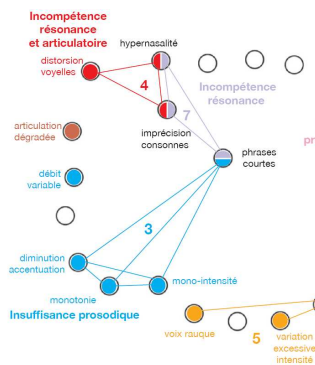 Incompétence
résonance
et articulatoire
hypernasalité
distorsion
voyelles
4
Incompétence
résonance
7
imprécision
consonnes
articulation
dégradée
phrases
courtes
débit
variable
3
diminution
accentuation
mono-intensité
monotonie
Insuffisance prosodique
voix rauque
5
variation
excessive
intensité